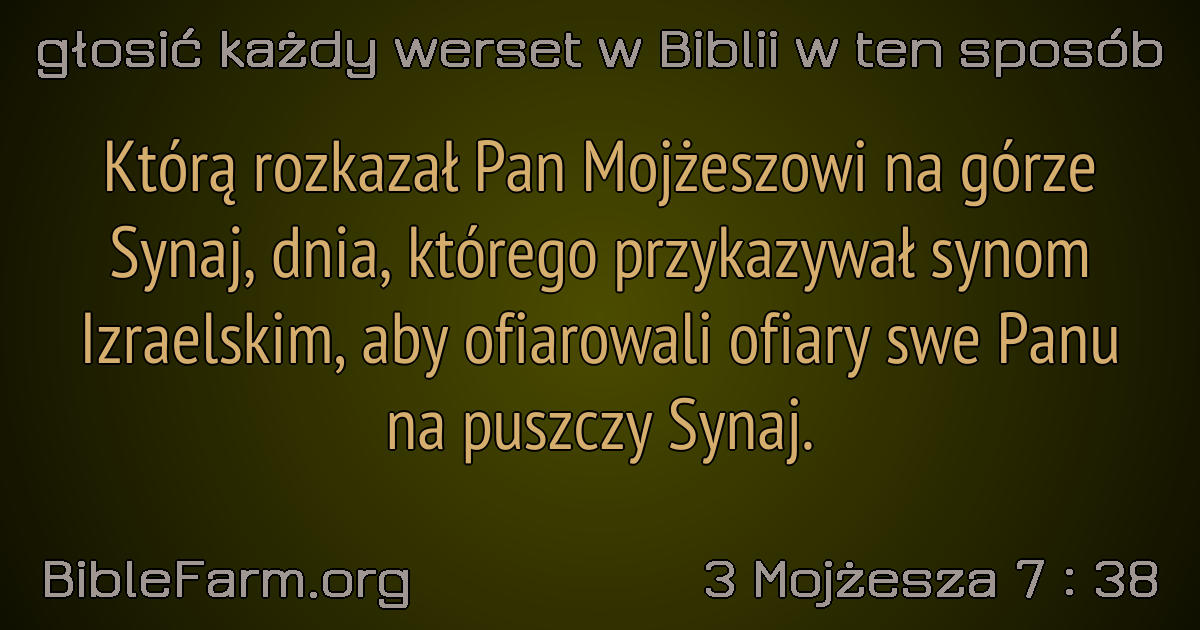 głosić każdy werset w Biblii w ten sposób
Którą rozkazał Pan Mojżeszowi na górze
Synaj, dnia, którego przykazywał synom
Izraelskim, aby ofiarowali ofiary swe Panu
na puszczy Synaj.
BibleFarm.org
3 Mojżesza 7 : 38